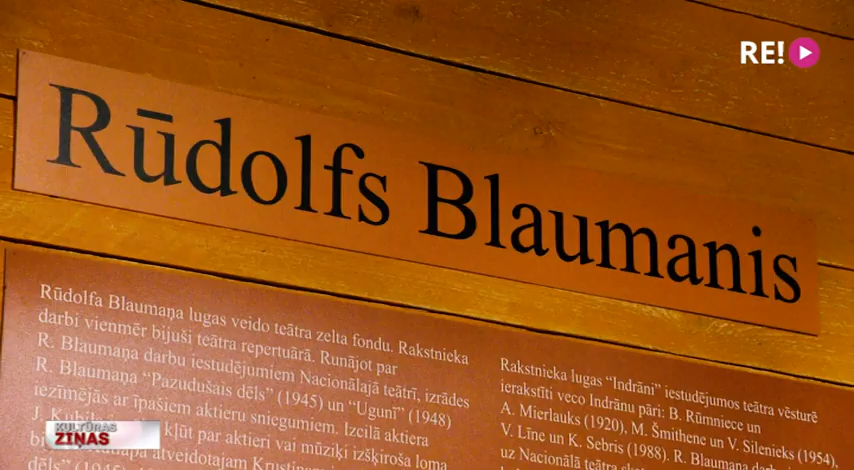 RE!
Rūdolfs Blaumanis
Rūdolfa Blaumaņa lugas veido teātra zelta fondu. Rakstnieka
darbi vienmēr bijuši teātra repertuārā. Runājot par
R. Blaumaņa darbu iestudējumiem Nacionālajā teātrī, izrādes
R. Blaumaņa “Pazudušais dēls” (1945) un “Ugunī” (1948)
iezīmējās ar īpašiem aktieru sniegumiem. Izcilā aktiera
kļūt par aktieri vai mūziķi izšķiroša loma
atveidotajam
Rakstnieka lugas “Indrāni” iestudējumos teātra vēsturē
ierakstīti veco Indrānu pāri: B. Rūmniece un
A. Mierlauks (1920), M. Šmithene un V. Silenieks (1954),
V. Līne un K. Sebris (1988). R. Blaumaņa
uz Nacionālā teātra
KULTŪRAS
ZIŅAS